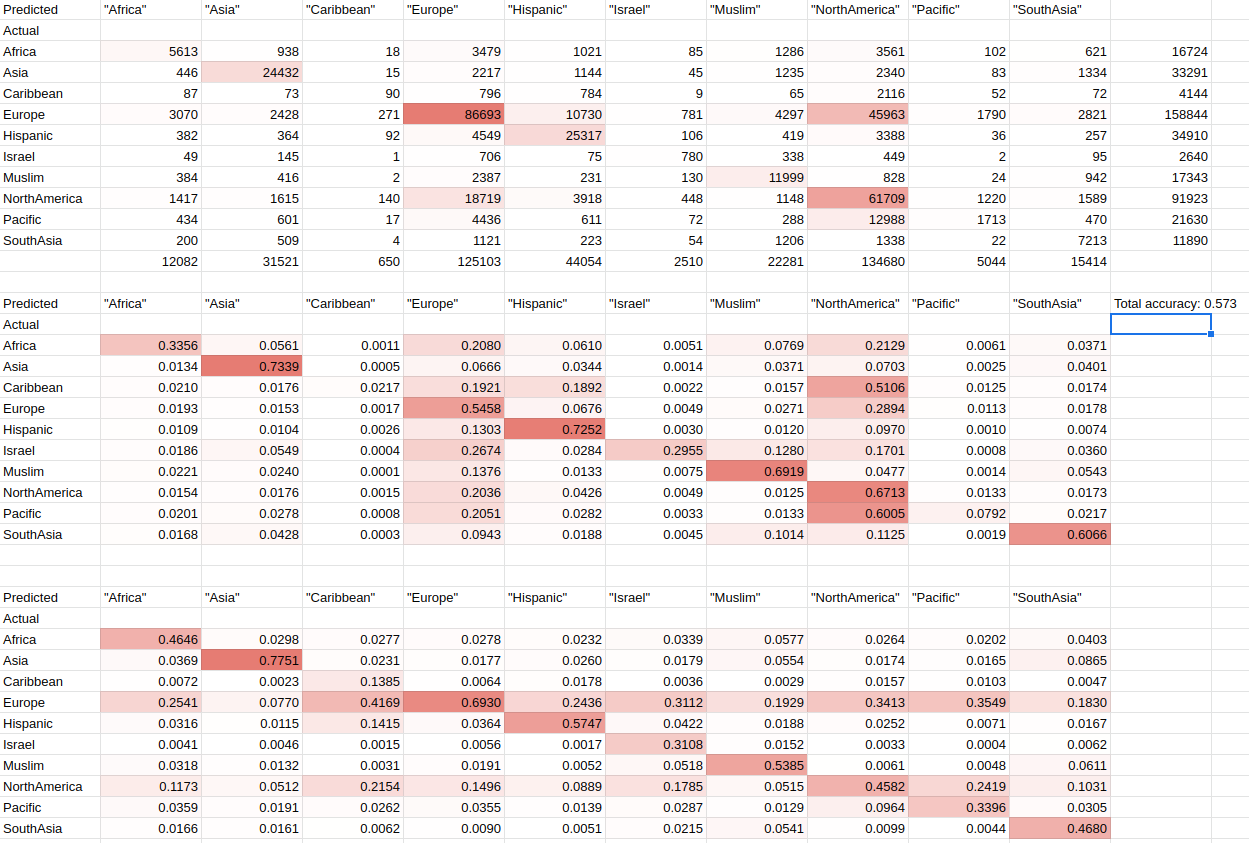 Predicted "Africa" "Asia" "Caribbean" "Europe" "Hispanic" "Israel" "Muslim" "NorthAmerica" "Pacific" "SouthAsia"
Actual
Africa 5613 938 18 3479 1021 85 1286 3561 102 621 16724
Asia 446 24432 15 2217 1144 45 1235 2340 83 1334 33291
Caribbean 87 73 90 796 784 9 65 2116 52 72 4144
Europe 3070 2428 271 86693 10730 781 4297 45963 1790 2821 158844
Hispanic 382 364 92 4549 25317 106 419 3388 36 257 34910
Israel 49 145 1 706 75 780 338 449 2 95 2640
Muslim 384 416 2 2387 231 130 11999 828 24 942 17343
NorthAmerica 1417 1615 140 18719 3918 448 1148 61709 1220 1589 91923
Pacific 434 601 17 4436 611 72 288 12988 1713 470 21630
SouthAsia 200 509 4 1121 223 54 1206 1338 22 7213 11890
12082 31521 650 125103 44054 2510 22281 134680 5044 15414
Predicted "Africa" "Asia" "Caribbean" "Europe" "Hispanic" "Israel" "Muslim" "NorthAmerica" "Pacific" "SouthAsia" Total accuracy: 0.573
Actual
Africa 0.3356 0.0561 0.0011 0.2080 0.0610 0.0051 0.0769 0.2129 0.0061 0.0371
Asia 0.0134 0.7339 0.0005 0.0666 0.0344 0.0014 0.0371 0.0703 0.0025 0.0401
Caribbean 0.0210 0.0176 0.0217 0.1921 0.1892 0.0022 0.0157 0.5106 0.0125 0.0174
Europe 0.0193 0.0153 0.0017 0.5458 0.0676 0.0049 0.0271 0.2894 0.0113 0.0178
Hispanic 0.0109 0.0104 0.0026 0.1303 0.7252 0.0030 0.0120 0.0970 0.0010 0.0074
Israel 0.0186 0.0549 0.0004 0.2674 0.0284 0.2955 0.1280 0.1701 0.0008 0.0360
Muslim 0.0221 0.0240 0.0001 0.1376 0.0133 0.0075 0.6919 0.0477 0.0014 0.0543
NorthAmerica 0.0154 0.0176 0.0015 0.2036 0.0426 0.0049 0.0125 0.6713 0.0133 0.0173
Pacific 0.0201 0.0278 0.0008 0.2051 0.0282 0.0033 0.0133 0.6005 0.0792 0.0217
SouthAsia 0.0168 0.0428 0.0003 0.0943 0.0188 0.0045 0.1014 0.1125 0.0019 0.6066
Predicted "Africa" "Asia" "Caribbean" "Europe" "Hispanic" "Israel" "Muslim" "NorthAmerica" "Pacific" "SouthAsia"
Actual
Africa 0.4646 0.0298 0.0277 0.0278 0.0232 0.0339 0.0577 0.0264 0.0202 0.0403
Asia 0.0369 0.7751 0.0231 0.0177 0.0260 0.0179 0.0554 0.0174 0.0165 0.0865
Caribbean 0.0072 0.0023 0.1385 0.0064 0.0178 0.0036 0.0029 0.0157 0.0103 0.0047
Europe 0.2541 0.0770 0.4169 0.6930 0.2436 0.3112 0.1929 0.3413 0.3549 0.1830
Hispanic 0.0316 0.0115 0.1415 0.0364 0.5747 0.0422 0.0188 0.0252 0.0071 0.0167
Israel 0.0041 0.0046 0.0015 0.0056 0.0017 0.3108 0.0152 0.0033 0.0004 0.0062
Muslim 0.0318 0.0132 0.0031 0.0191 0.0052 0.0518 0.5385 0.0061 0.0048 0.0611
NorthAmerica 0.1173 0.0512 0.2154 0.1496 0.0889 0.1785 0.0515 0.4582 0.2419 0.1031
Pacific 0.0359 0.0191 0.0262 0.0355 0.0139 0.0287 0.0129 0.0964 0.3396 0.0305
SouthAsia 0.0166 0.0161 0.0062 0.0090 0.0051 0.0215 0.0541 0.0099 0.0044 0.4680